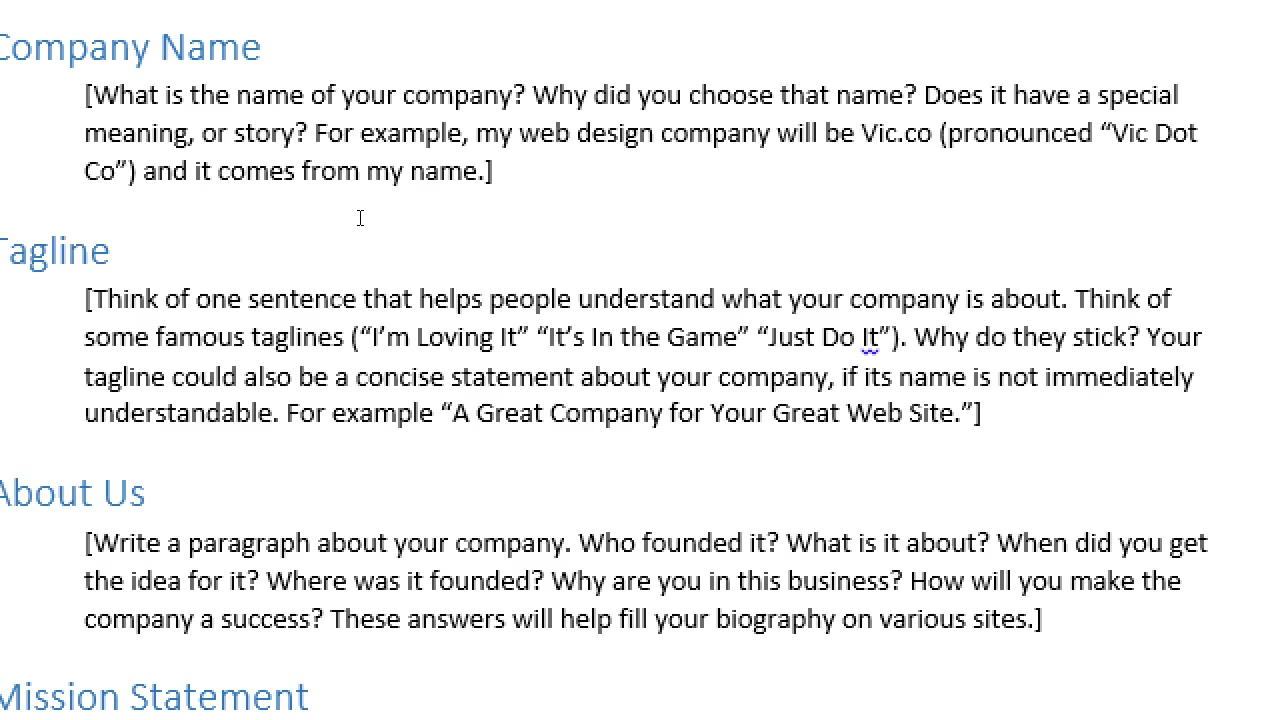 Company Name
[What is the name of your company? Why did you choose that name? Does it have a special
meaning, or story? For example, my web design company will be Vic.co (pronounced “Vic Dot
Co”) and it comes from my name.]
Tagline
[Think of one sentence that helps people understand what your company is about. Think of
some famous taglines (“I’m Loving It” “It’s In the Game” “Just Do It”). Why do they stick? Your
tagline could also be a concise statement about your company, if its name is not immediately
understandable. For example “A Great Company for Your Great Web Site.”]
About Us
[Write a paragraph about your company. Who founded it? What is it about? When did you get
the idea for it? Where was it founded? Why are you in this business? How will you make the
company a success? These answers will help fill your biography on various sites.]
Mission Statement